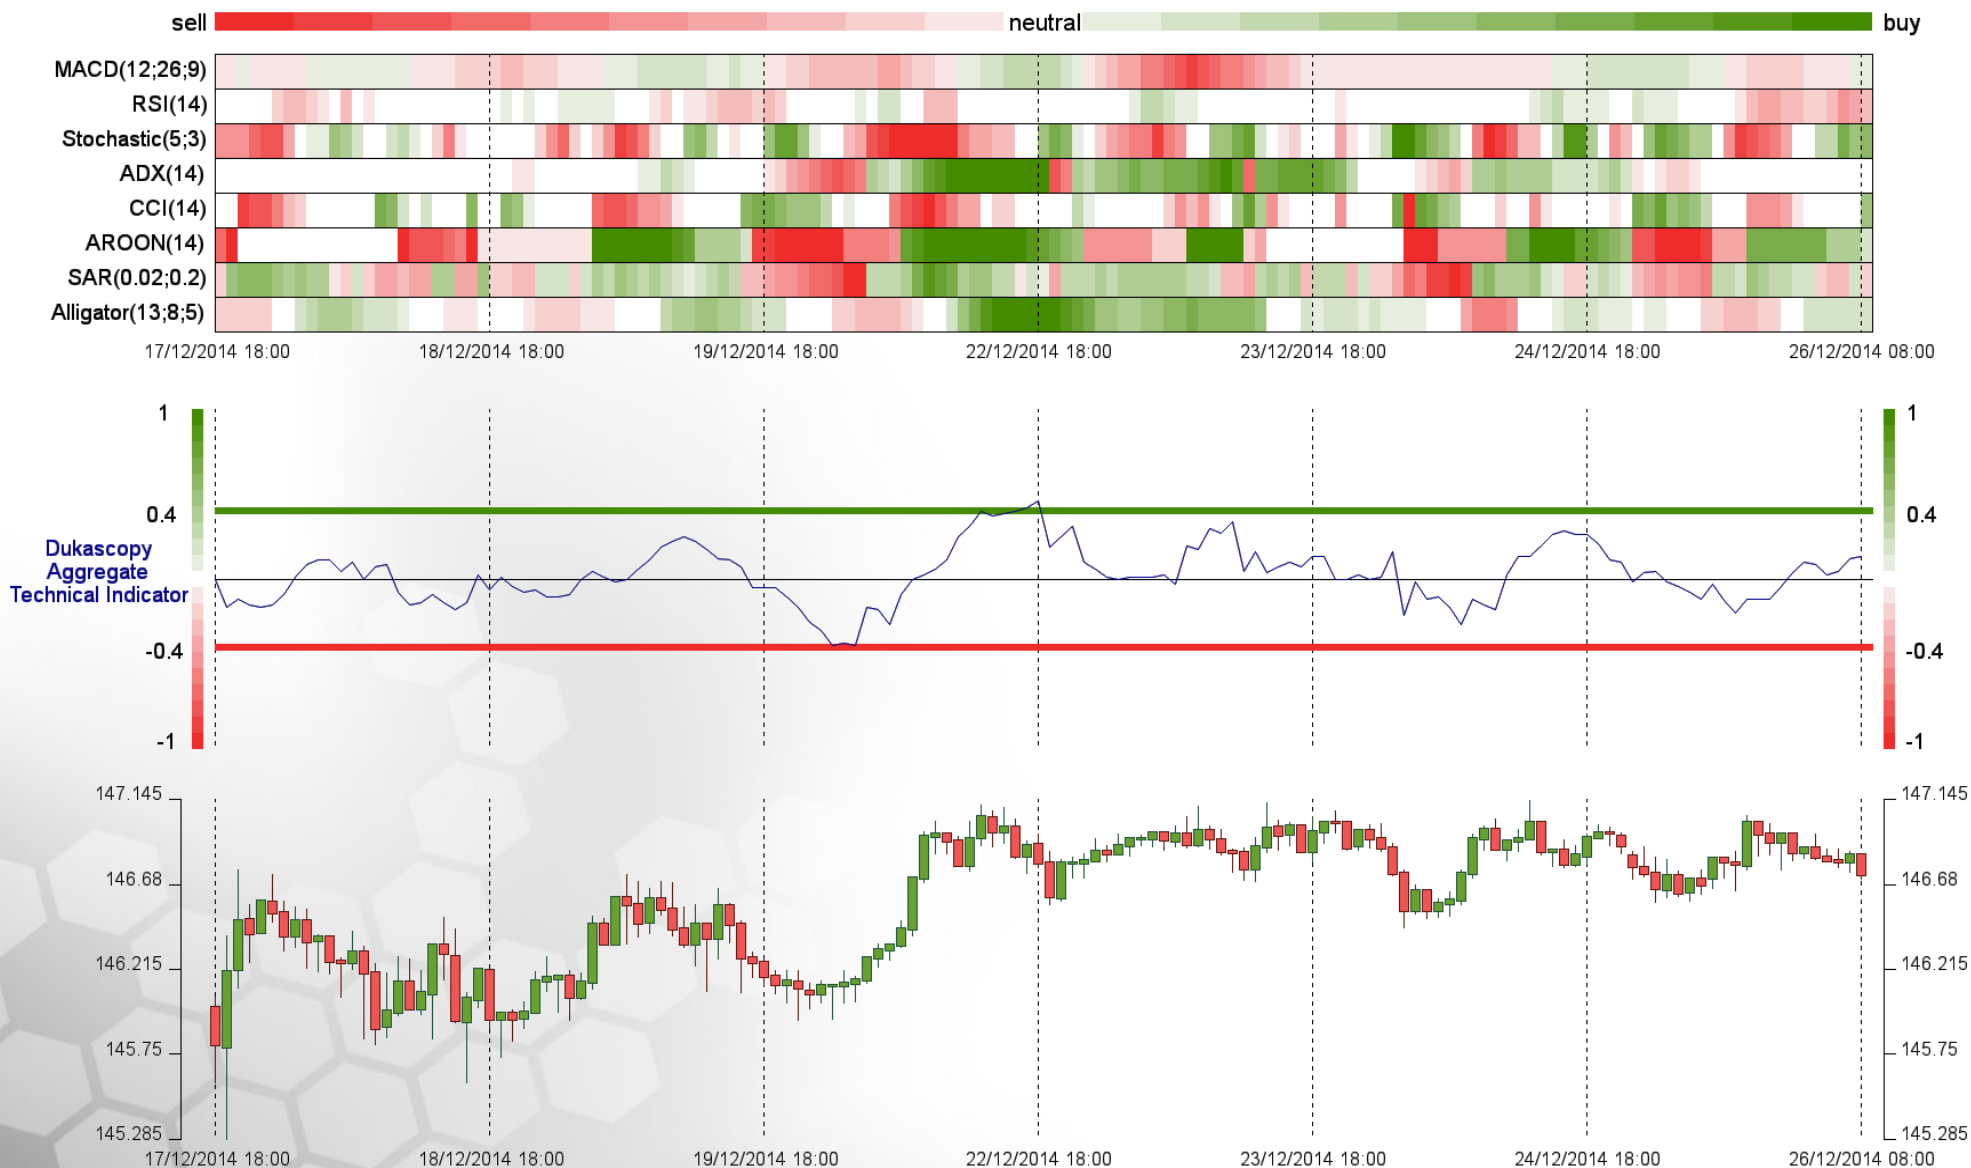 sell neutral buy
MACD(12;26;9)
RSI(14)
Stochastic(5;3)
ADX(14)
CCI(14)
AROON(14)
SAR(0.02;0.2)
Alligator(13;8;5)
17/12/2014 18:00 18/12/2014 18:00 19/12/2014 18:00 22/12/2014 18:00 23/12/2014 18:00 24/12/2014 18:00 26/12/2014 08:00
1 1
0.4 0.4
Dukascopy
Aggregate
Technical Indicator
-0.4 -0.4
-1 -1
147.145 147.145
146.68 146.68
146.215 146.215
145.75 145.75
145.285 145.285
17/12/2014 18:00 18/12/2014 18:00 19/12/2014 18:00 22/12/2014 18:00 23/12/2014 18:00 24/12/2014 18:00 26/12/2014 08:00